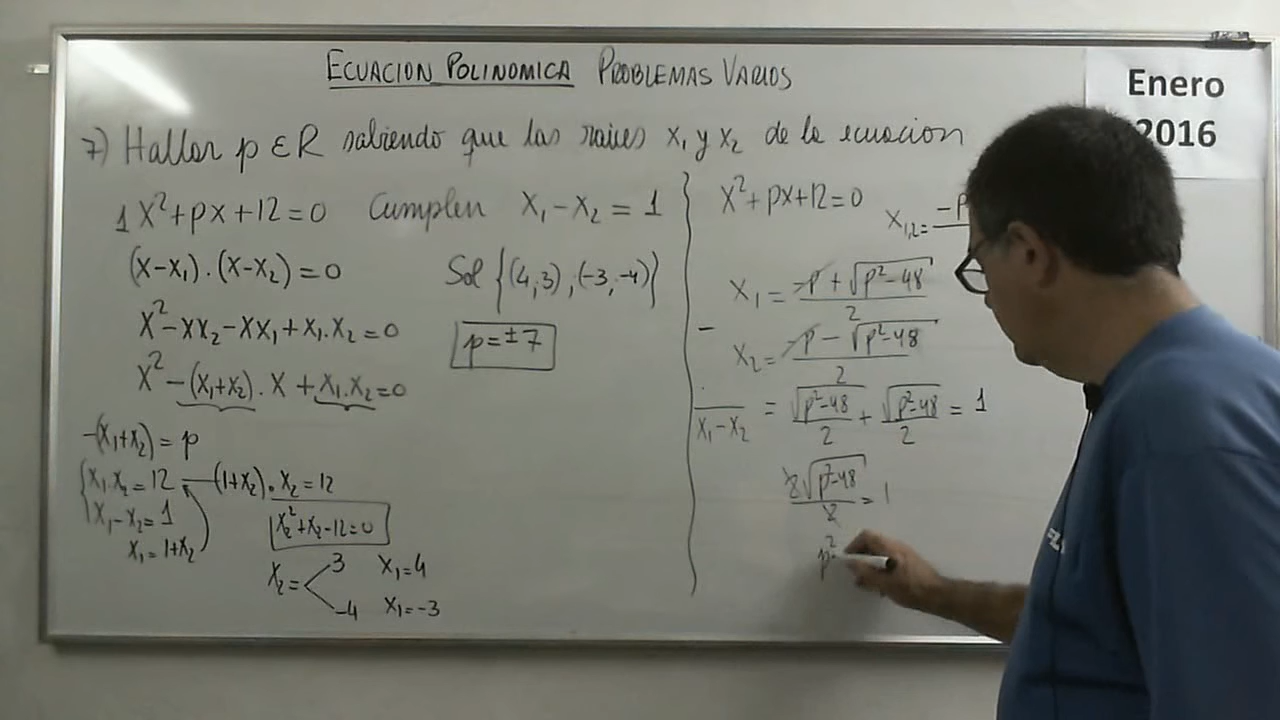 ECUACION POLINOMICA PROBLEMAS VARIOS
Enero
2016
7) Hallar p ∈ R sabiendo que las raices x₁ y x₂ de la ecuacion
1 x² + px + 12 = 0 Cumplen x₁ - x₂ = 1
(x-x₁).(x-x₂) = 0
Sol {(4,3),(-3,-4)}
x² - xx₂ - xx₁ + x₁.x₂ = 0
p = ±7
x² - (x₁+x₂).x + x₁.x₂ = 0
-(x₁+x₂) = p
x₁.x₂ = 12 (1+x₂).x₂ = 12
x₁ - x₂ = 1
x₂² + x₂ - 12 = 0
x₁ = 1+x₂
x₂ = 3 x₁ = 4
-4 x₁ = -3
x² + px + 12 = 0
x₁,₂ = -p
x₁ = -p + √p²-48 / 2
-
x₂ = -p - √p²-48 / 2
x₁ - x₂ = √p²-48 / 2 + √p²-48 / 2 = 1
2√p²-48 / 2 = 1
p²-